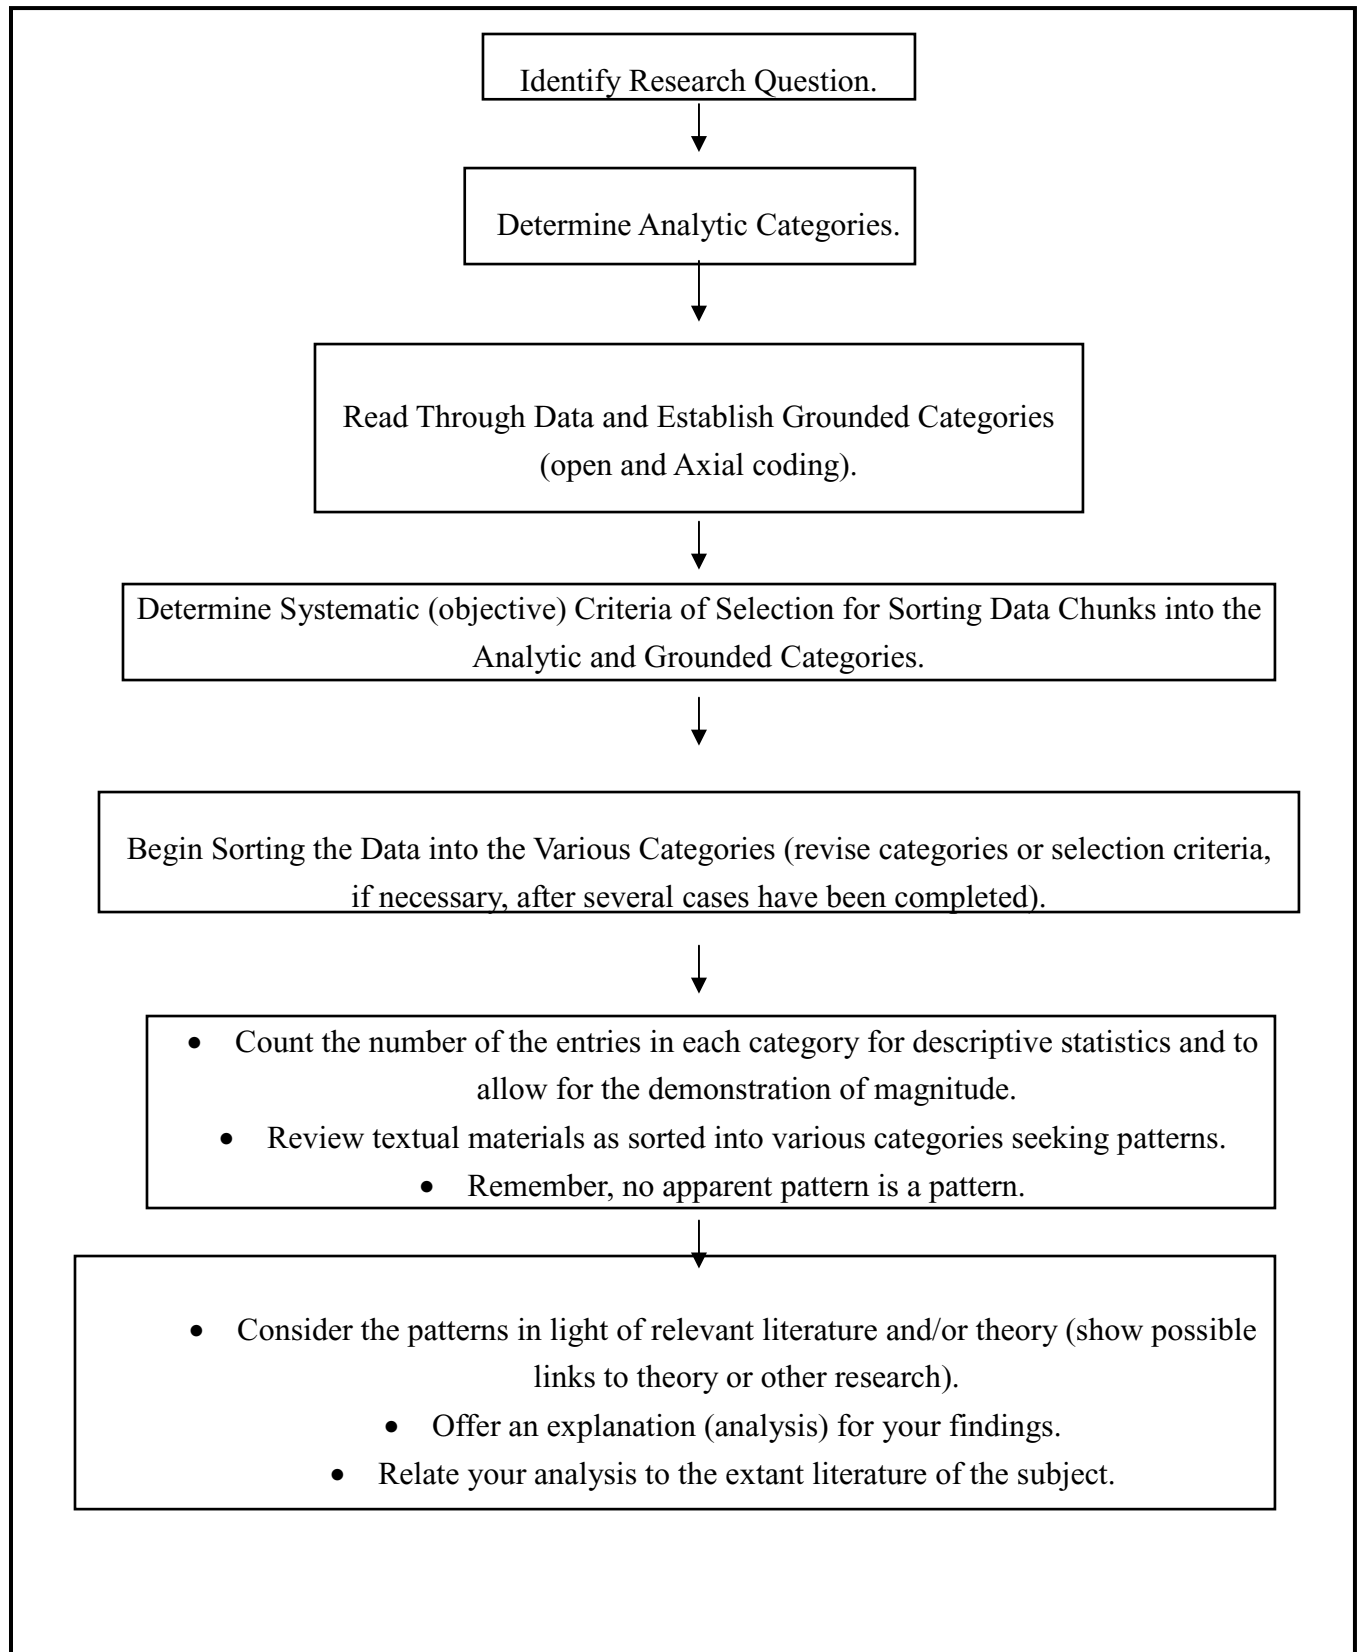 Identify Research Question.
Determine Analytic Categories.
Read Through Data and Establish Grounded Categories
(open and Axial coding).
Determine Systematic (objective) Criteria of Selection for Sorting Data Chunks into the
Analytic and Grounded Categories.
Begin Sorting the Data into the Various Categories (revise categories or selection criteria,
if necessary, after several cases have been completed).
• Count the number of the entries in each category for descriptive statistics and to
allow for the demonstration of magnitude.
• Review textual materials as sorted into various categories seeking patterns.
• Remember, no apparent pattern is a pattern.
• Consider the patterns in light of relevant literature and/or theory (show possible
links to theory or other research).
• Offer an explanation (analysis) for your findings.
• Relate your analysis to the extant literature of the subject.